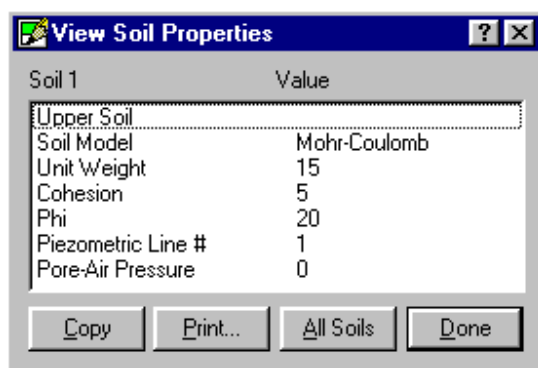 View Soil Properties
Soil 1 Value
Upper Soil
Soil Model Mohr-Coulomb
Unit Weight 15
Cohesion 5
Phi 20
Piezometric Line # 1
Pore-Air Pressure 0
Copy Print... All Soils Done